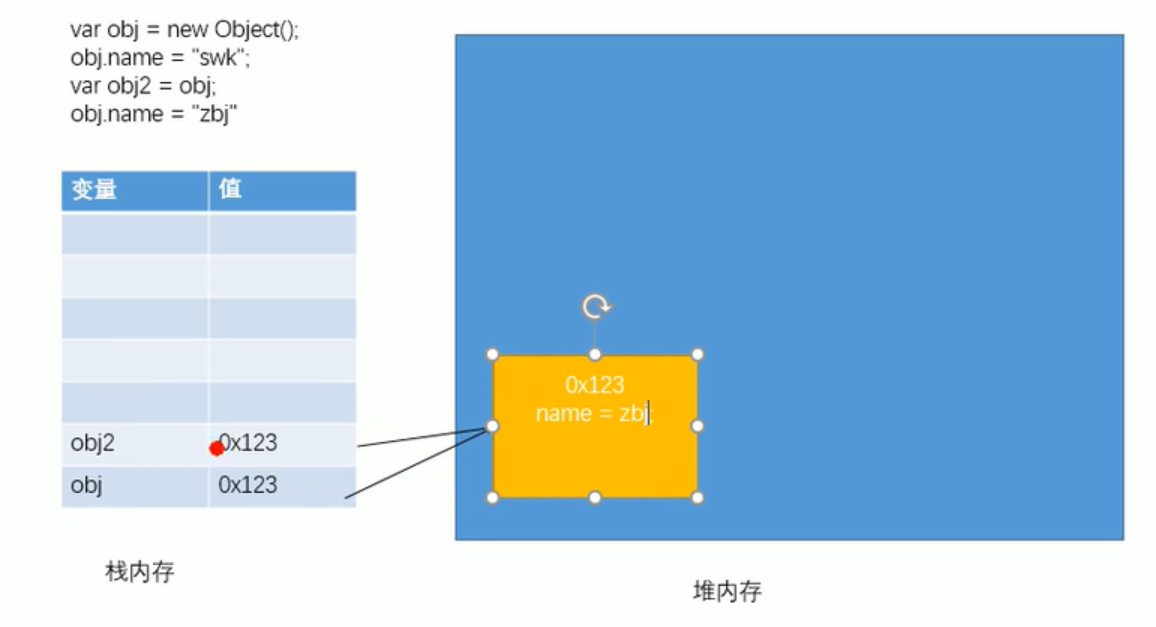 var obj = new Object();
obj.name = "swk";
var obj2 = obj;
obj.name = "zbj"
变量 值
obj2 0x123
obj 0x123
栈内存
0x123
name = zbj;
堆内存